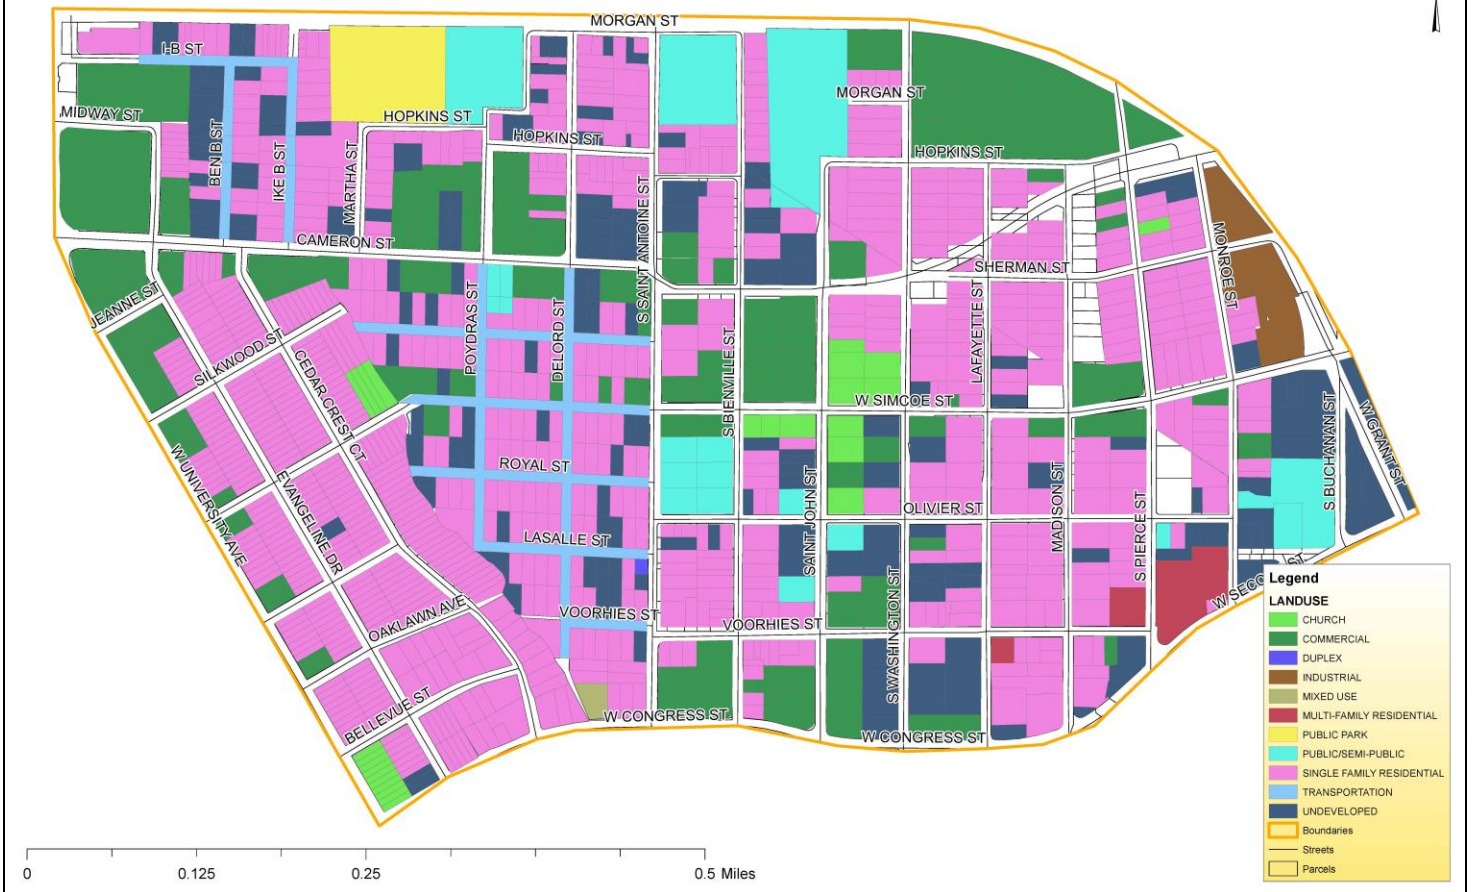 MORGAN ST
I-B ST
MIDWAY ST
HOPKINS ST
HOPKINS ST
MORGAN ST
HOPKINS ST
BEN B ST
IKE B ST
MARTHA ST
S SAINT ANTOINE ST
CAMERON ST
SHERMAN ST
MONROE ST
JEANNE ST
SILKWOOD ST
CEDAR CREST CT
POYDRAS ST
DELORD ST
S BIENVILLE ST
LAFAYETTE ST
W SIMCOE ST
S BUCHANAN ST
W GRANT ST
W UNIVERSITY AVE
EVANGELINE DR
ROYAL ST
SAINT JOHN ST
OLIVIER ST
MADISON ST
S PIERCE ST
LASALLE ST
OAKLAWN AVE
VOORHIES ST
VOORHIES ST
S WASHINGTON ST
BELLEVUE ST
W CONGRESS ST
W CONGRESS ST
Legend
LANDUSE
CHURCH
COMMERCIAL
DUPLEX
INDUSTRIAL
MIXED USE
MULTI-FAMILY RESIDENTIAL
PUBLIC PARK
PUBLIC/SEMI-PUBLIC
SINGLE FAMILY RESIDENTIAL
TRANSPORTATION
UNDEVELOPED
Boundaries
Streets
Parcels
0 0.125 0.25 0.5 Miles